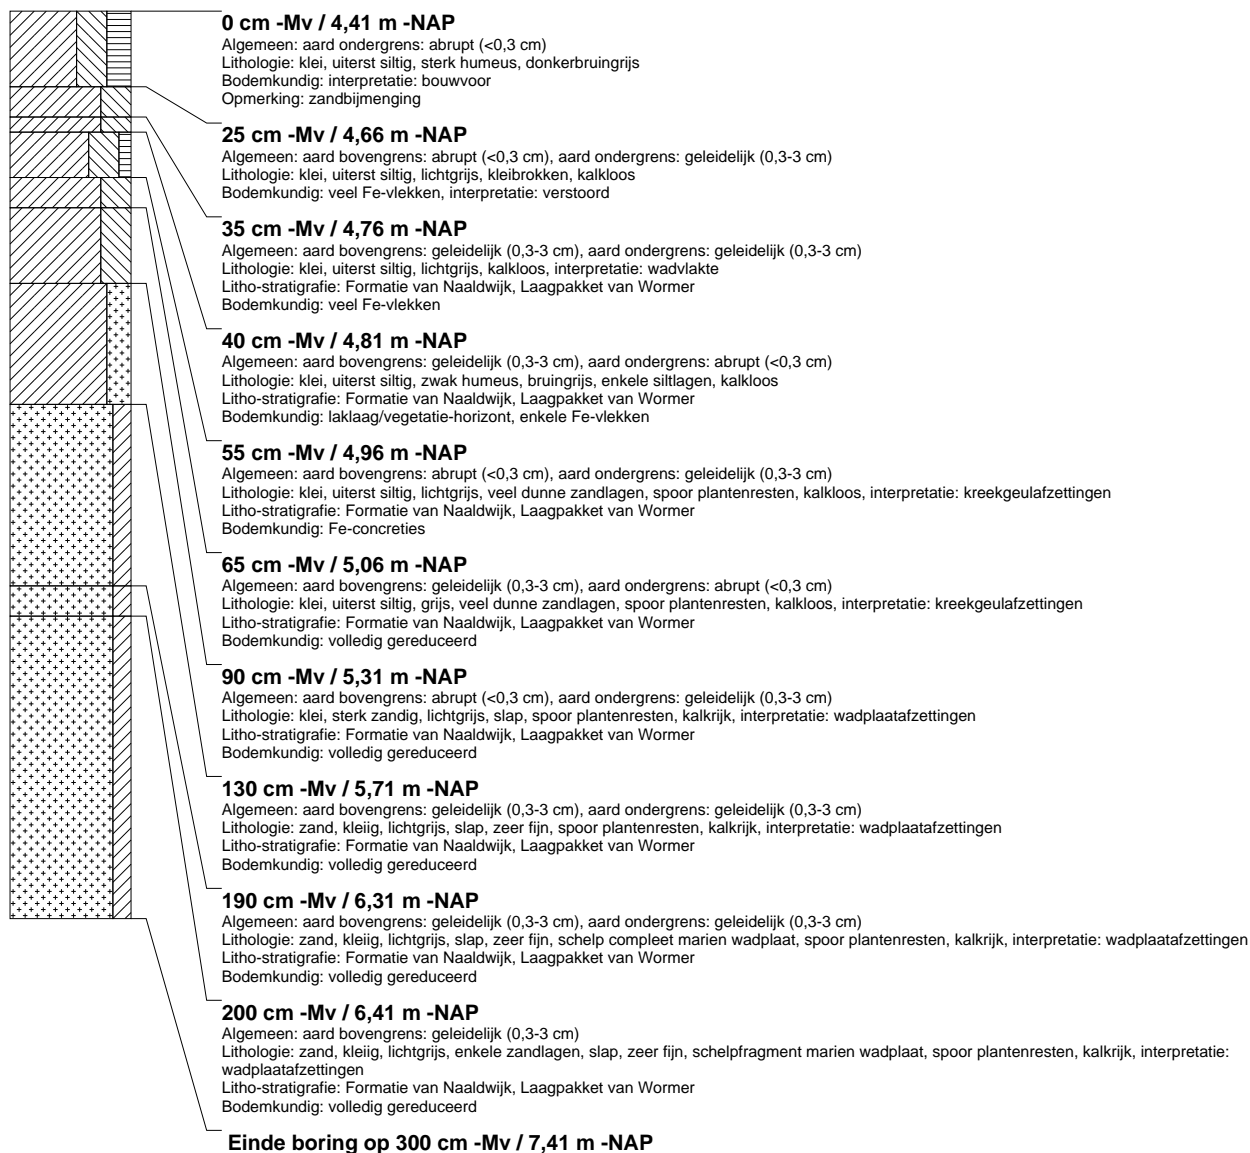 0 cm -Mv / 4,41 m -NAP
Algemeen: aard ondergrens: abrupt (<0,3 cm)
Lithologie: klei, uiterst siltig, sterk humeus, donkerbruingrijs
Bodemkundig: interpretatie: bouwvoor
Opmerking: zandbijmenging
25 cm -Mv / 4,66 m -NAP
Algemeen: aard bovengrens: abrupt (<0,3 cm), aard ondergrens: geleidelijk (0,3-3 cm)
Lithologie: klei, uiterst siltig, lichtgrijs, kleibrokken, kalkloos
Bodemkundig: veel Fe-vlekken, interpretatie: verstoord
35 cm -Mv / 4,76 m -NAP
Algemeen: aard bovengrens: geleidelijk (0,3-3 cm), aard ondergrens: geleidelijk (0,3-3 cm)
Lithologie: klei, uiterst siltig, lichtgrijs, kalkloos, interpretatie: wadvlakte
Litho-stratigrafie: Formatie van Naaldwijk, Laagpakket van Wormer
Bodemkundig: veel Fe-vlekken
40 cm -Mv / 4,81 m -NAP
Algemeen: aard bovengrens: geleidelijk (0,3-3 cm), aard ondergrens: abrupt (<0,3 cm)
Lithologie: klei, uiterst siltig, zwak humeus, bruingrijs, enkele siltlagen, kalkloos
Litho-stratigrafie: Formatie van Naaldwijk, Laagpakket van Wormer
Bodemkundig: laklaag/vegetatie-horizont, enkele Fe-vlekken
55 cm -Mv / 4,96 m -NAP
Algemeen: aard bovengrens: abrupt (<0,3 cm), aard ondergrens: geleidelijk (0,3-3 cm)
Lithologie: klei, uiterst siltig, lichtgrijs, veel dunne zandlagen, spoor plantenresten, kalkloos, interpretatie: kreekgeulafzettingen
Litho-stratigrafie: Formatie van Naaldwijk, Laagpakket van Wormer
Bodemkundig: Fe-concreties
65 cm -Mv / 5,06 m -NAP
Algemeen: aard bovengrens: geleidelijk (0,3-3 cm), aard ondergrens: abrupt (<0,3 cm)
Lithologie: klei, uiterst siltig, grijs, veel dunne zandlagen, spoor plantenresten, kalkloos, interpretatie: kreekgeulafzettingen
Litho-stratigrafie: Formatie van Naaldwijk, Laagpakket van Wormer
Bodemkundig: volledig gereduceerd
90 cm -Mv / 5,31 m -NAP
Algemeen: aard bovengrens: abrupt (<0,3 cm), aard ondergrens: geleidelijk (0,3-3 cm)
Lithologie: klei, sterk zandig, lichtgrijs, slap, spoor plantenresten, kalkrijk, interpretatie: wadplaatafzettingen
Litho-stratigrafie: Formatie van Naaldwijk, Laagpakket van Wormer
Bodemkundig: volledig gereduceerd
130 cm -Mv / 5,71 m -NAP
Algemeen: aard bovengrens: geleidelijk (0,3-3 cm), aard ondergrens: geleidelijk (0,3-3 cm)
Lithologie: zand, kleiig, lichtgrijs, slap, zeer fijn, spoor plantenresten, kalkrijk, interpretatie: wadplaatafzettingen
Litho-stratigrafie: Formatie van Naaldwijk, Laagpakket van Wormer
Bodemkundig: volledig gereduceerd
190 cm -Mv / 6,31 m -NAP
Algemeen: aard bovengrens: geleidelijk (0,3-3 cm), aard ondergrens: geleidelijk (0,3-3 cm)
Lithologie: zand, kleiig, lichtgrijs, slap, zeer fijn, schelp compleet marien wadplaat, spoor plantenresten, kalkrijk, interpretatie: wadplaatafzettingen
Litho-stratigrafie: Formatie van Naaldwijk, Laagpakket van Wormer
Bodemkundig: volledig gereduceerd
200 cm -Mv / 6,41 m -NAP
Algemeen: aard bovengrens: geleidelijk (0,3-3 cm)
Lithologie: zand, kleiig, lichtgrijs, enkele zandlagen, slap, zeer fijn, schelpfragment marien wadplaat, spoor plantenresten, kalkrijk, interpretatie:
wadplaatafzettingen
Litho-stratigrafie: Formatie van Naaldwijk, Laagpakket van Wormer
Bodemkundig: volledig gereduceerd
Einde boring op 300 cm -Mv / 7,41 m -NAP